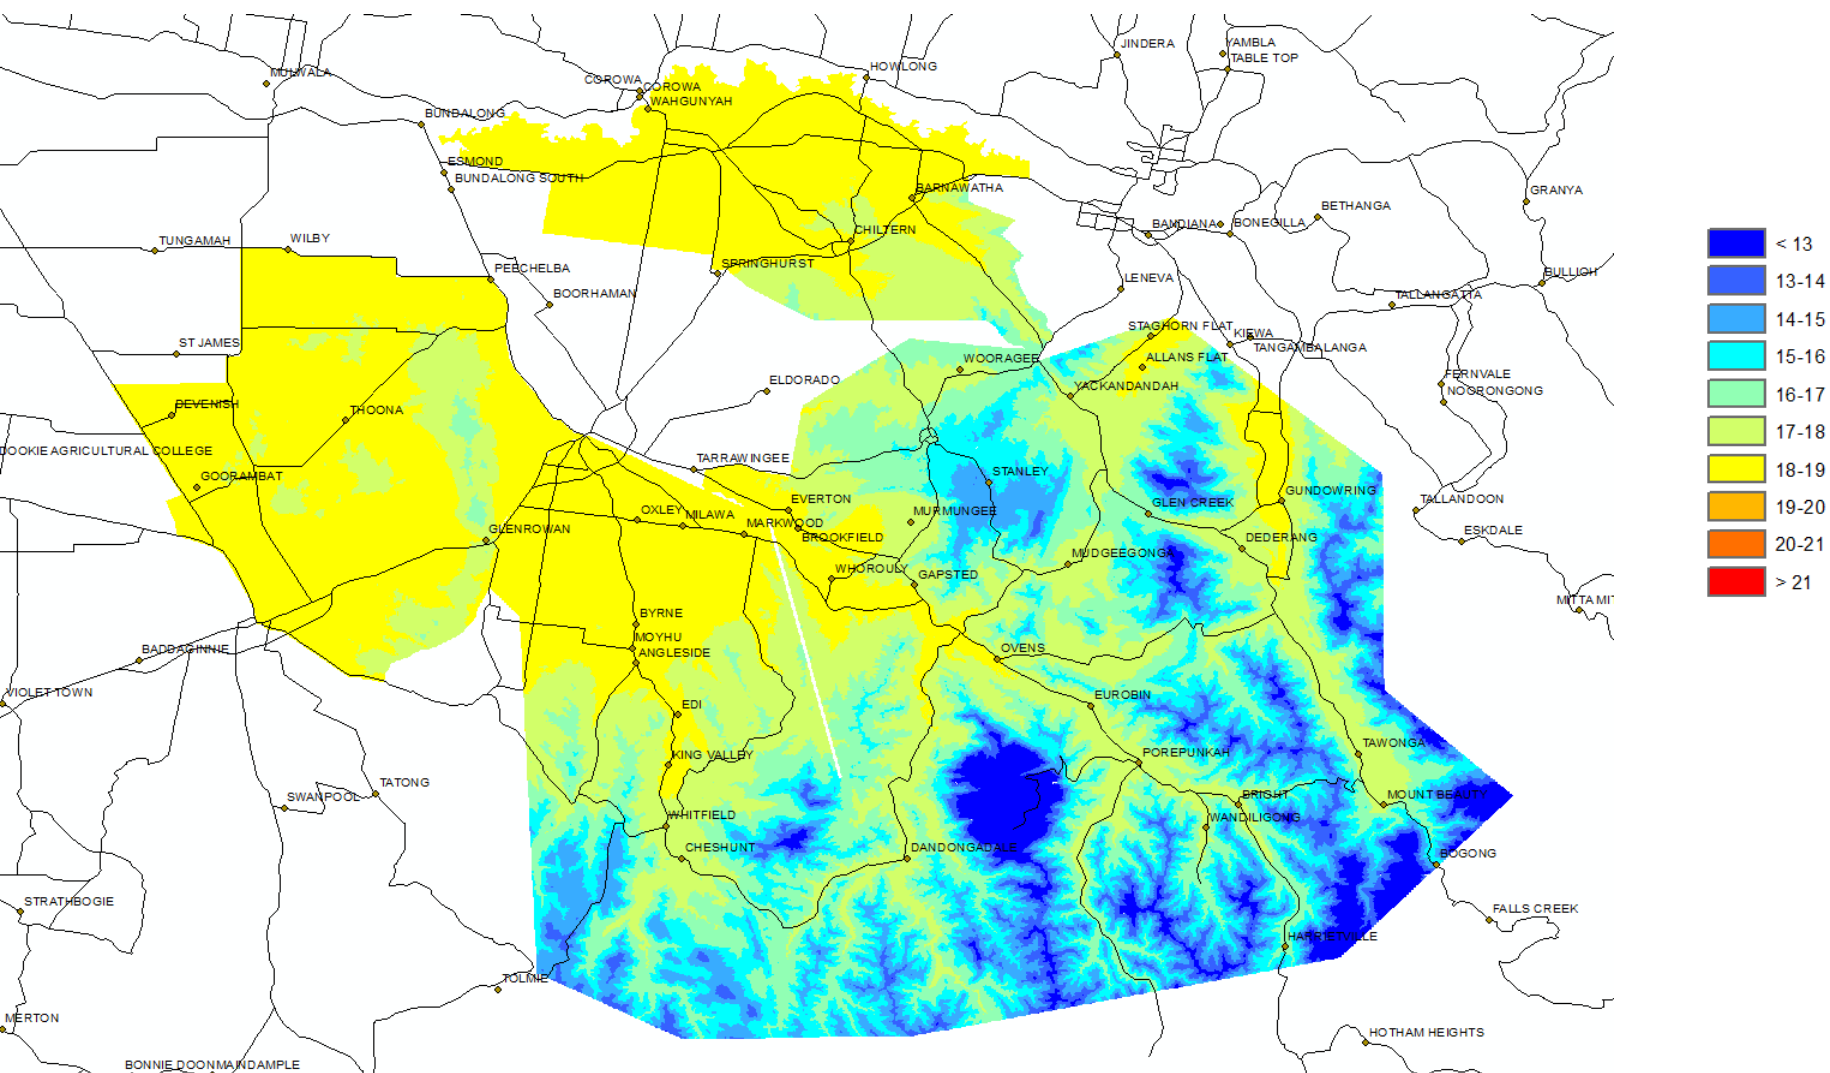 JINDERA
YAMBLA
TABLE TOP
HOWLONG
MULWALA
COROWA
COROWA
WAHGUNYAH
BUNDALONG
ESMOND
BUNDALONG SOUTH
BARNAWATHA
GRANYA
BETHANGA
BANDIANA
BONEGILLA
CHILTERN
TUNGAMAH
WILBY
< 13
SPRINGHURST
PEECHELBA
BULLIOH
LENEVA
13-14
BOORHAMAN
TALLANGATTA
14-15
STAGHORN FLAT
KIEWA
TANGAMBALANGA
ST JAMES
WOORAGEE
ALLANS FLAT
15-16
ELDORADO
YACKANDANDAH
FERNVALE
NOORONGONG
16-17
DEVENISH
THOONA
17-18
DOOKIE AGRICULTURAL COLLEGE
TARRAWINGEE
18-19
GOORAMBAT
STANLEY
EVERTON
GLEN CREEK
GUNDOWRING
TALLANDOON
19-20
OXLEY
MILAWA
MARKWOOD
MURMUNGEE
GLENROWAN
BROOKFIELD
DEDERANG
ESKDALE
20-21
MUDGEEGONGA
WHOROULY
GAPSTED
> 21
MITTA MIT
BYRNE
MOYHU
ANGLESIDE
BADDAGINNIE
OVENS
VIOLET TOWN
EDI
EUROBIN
KING VALLEY
POREPUNKAH
TAWONGA
TATONG
SWANPOOL
BRIGHT
MOUNT BEAUTY
WHITFIELD
WANDILIGONG
CHESHUNT
DANDONGADALE
BOGONG
STRATHBOGIE
FALLS CREEK
HARRIETVILLE
TOLMIE
MERTON
HOTHAM HEIGHTS
BONNIE DOON
MAINDAMPLE